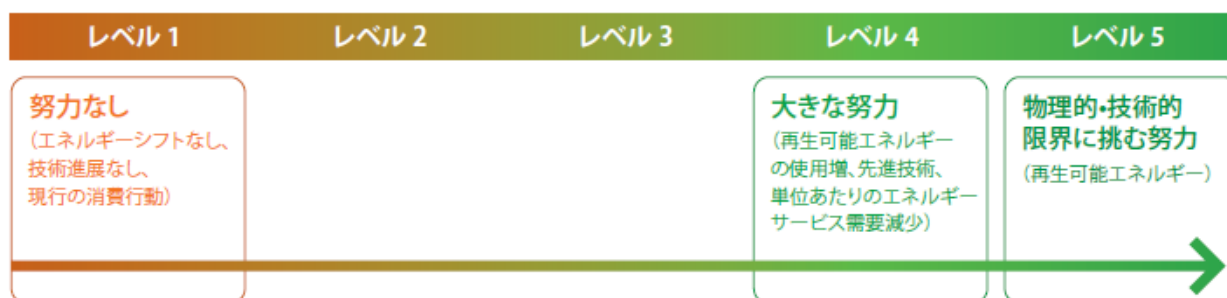 レベル 1
レベル 2
レベル 3
レベル 4
レベル 5
努力なし
（エネルギーシフトなし、
技術進展なし、
現行の消費行動）
大きな努力
（再生可能エネルギー
の使用増、先進技術、
単位あたりのエネルギー
サービス需要減少）
物理的・技術的
限界に挑む努力
（再生可能エネルギー）